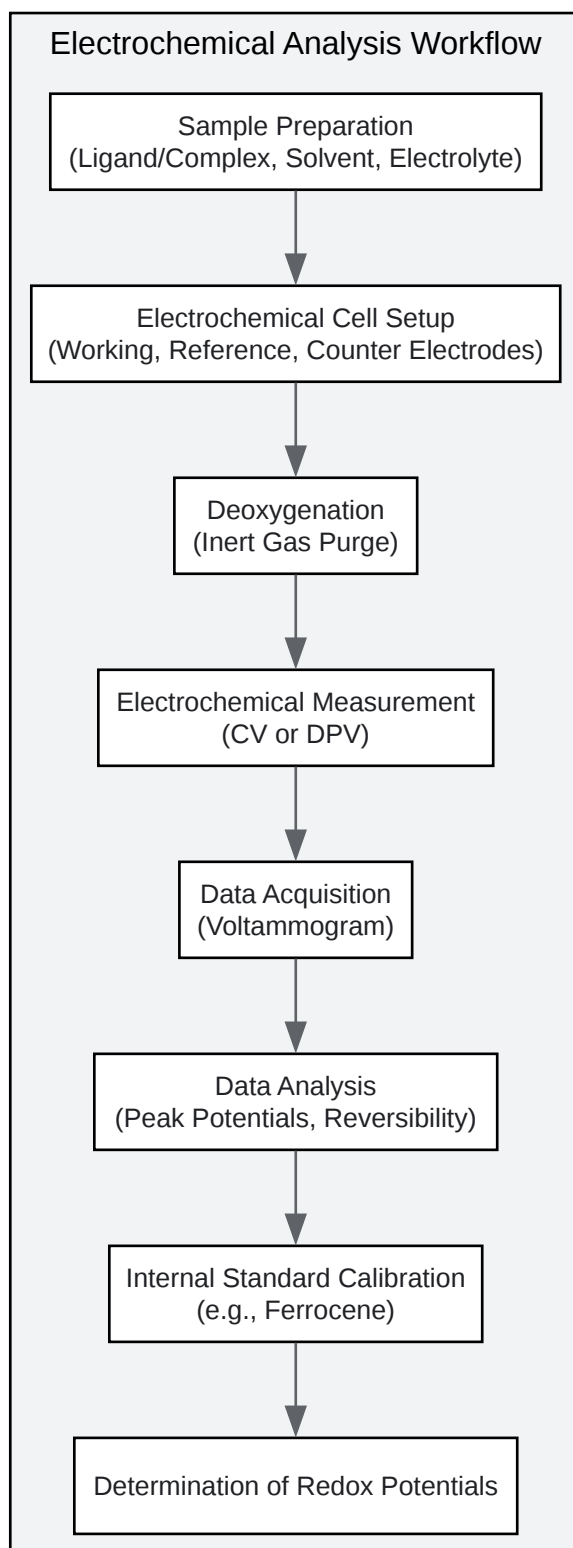 Electrochemical Analysis Workflow
Sample Preparation
(Ligand/Complex, Solvent, Electrolyte)
Electrochemical Cell Setup
(Working, Reference, Counter Electrodes)
Deoxygenation
(Inert Gas Purge)
Electrochemical Measurement
(CV or DPV)
Data Acquisition
(Voltammogram)
Data Analysis
(Peak Potentials, Reversibility)
Internal Standard Calibration
(e.g., Ferrocene)
Determination of Redox Potentials